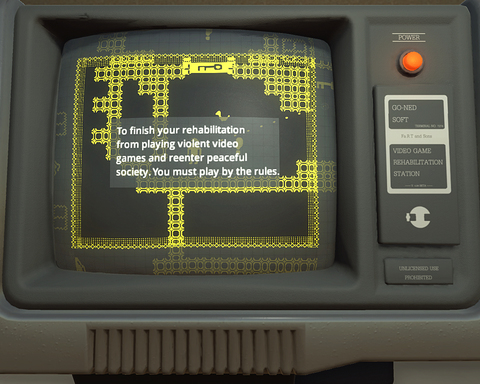 POWER
GO-NED
SOFT
To finish your rehabilitation
from playing violent video
games and reenter peaceful
society. You must play by the rules.
VIDEO GAME
REHABILITATION
STATION
UNLICENSED USE
PROHIBITED